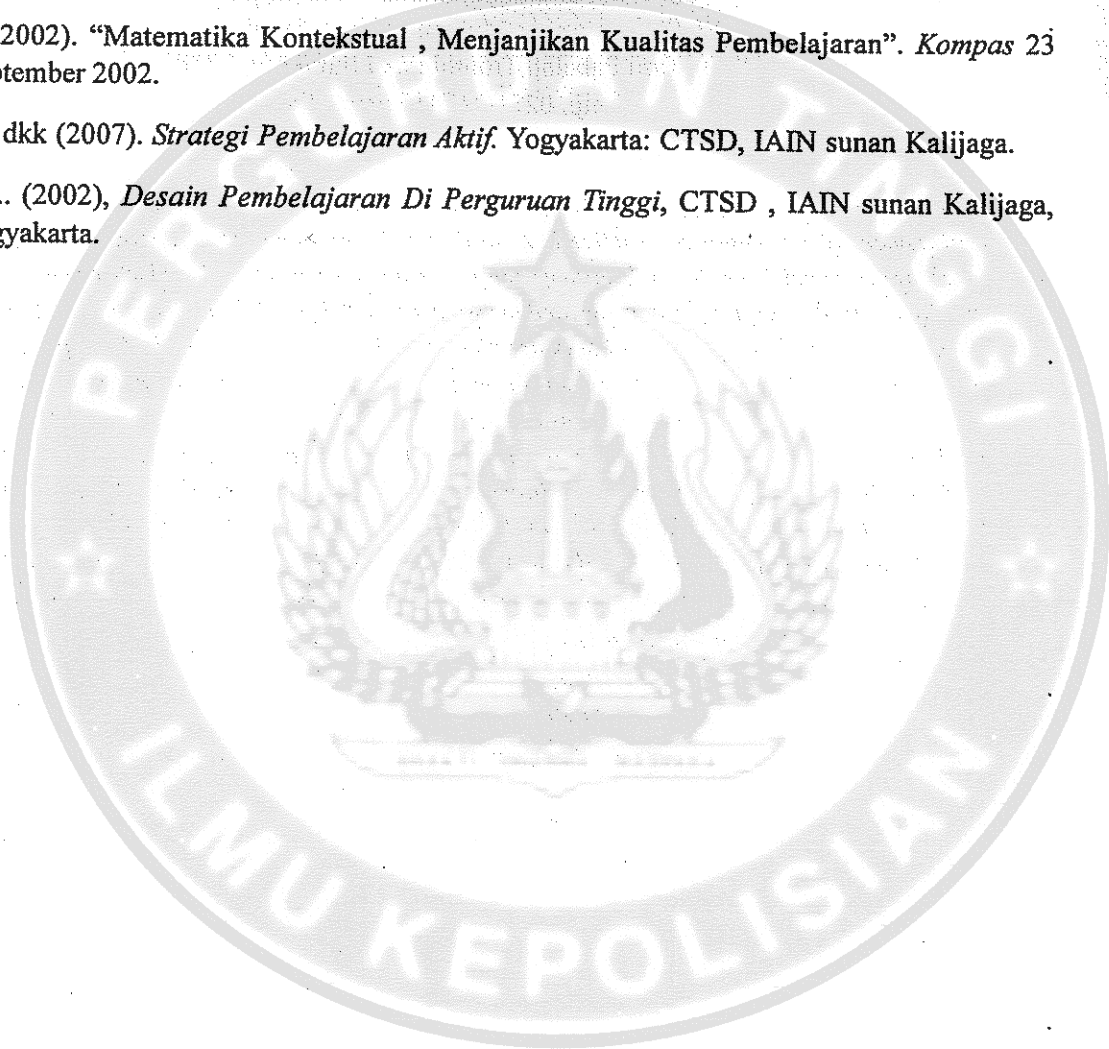 2002). “Matematika Kontekstual , Menjanjikan Kualitas Pembelajaran”. Kompas 23
tember 2002.
dkk (2007). Strategi Pembelajaran Aktif. Yogyakarta: CTSD, IAIN sunan Kalijaga.
.. (2002), Desain Pembelajaran Di Perguruan Tinggi, CTSD , IAIN sunan Kalijaga,
gyakarta.
PERGURUAN TINGGI
ILMU KEPOLISIAN